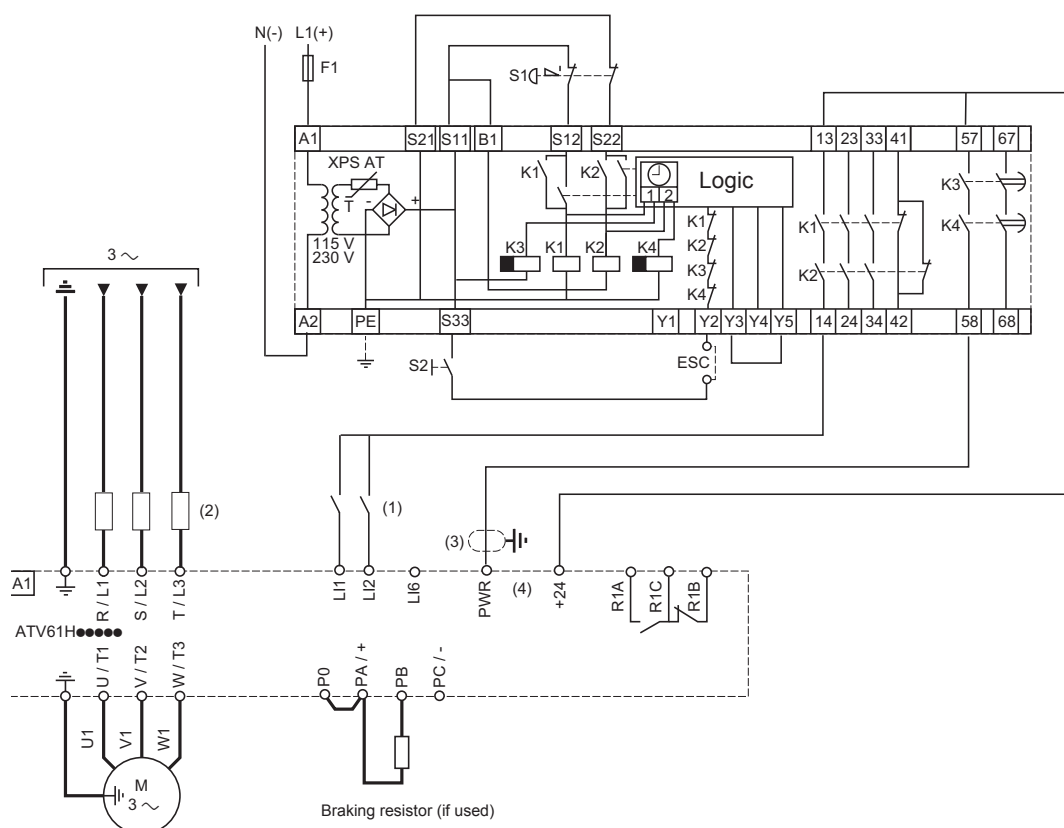 N(-) L1(+)
F1
S1
A1 S21 S11 B1 S12 S22 13 23 33 41 57 67
XPS AT
T - +
115 V
230 V
K1 K2
1 2
Logic
K3 K1 K2 K4
K1
K2
K3
K4
K1
K2
K3
K4
A2 PE S33 Y1 Y2 Y3 Y4 Y5 14 24 34 42 58 68
S2
ESC
3 ~
(2)
(1)
(3)
(4)
A1
R / L1
S / L2
T / L3
LI1
LI2
LI6
PWR
+24
R1A
R1C
R1B
ATV61H●●●●●
U / T1
V / T2
W / T3
P0
PA / +
PB
PC / -
U1
V1
W1
M
3 ~
Braking resistor (if used)